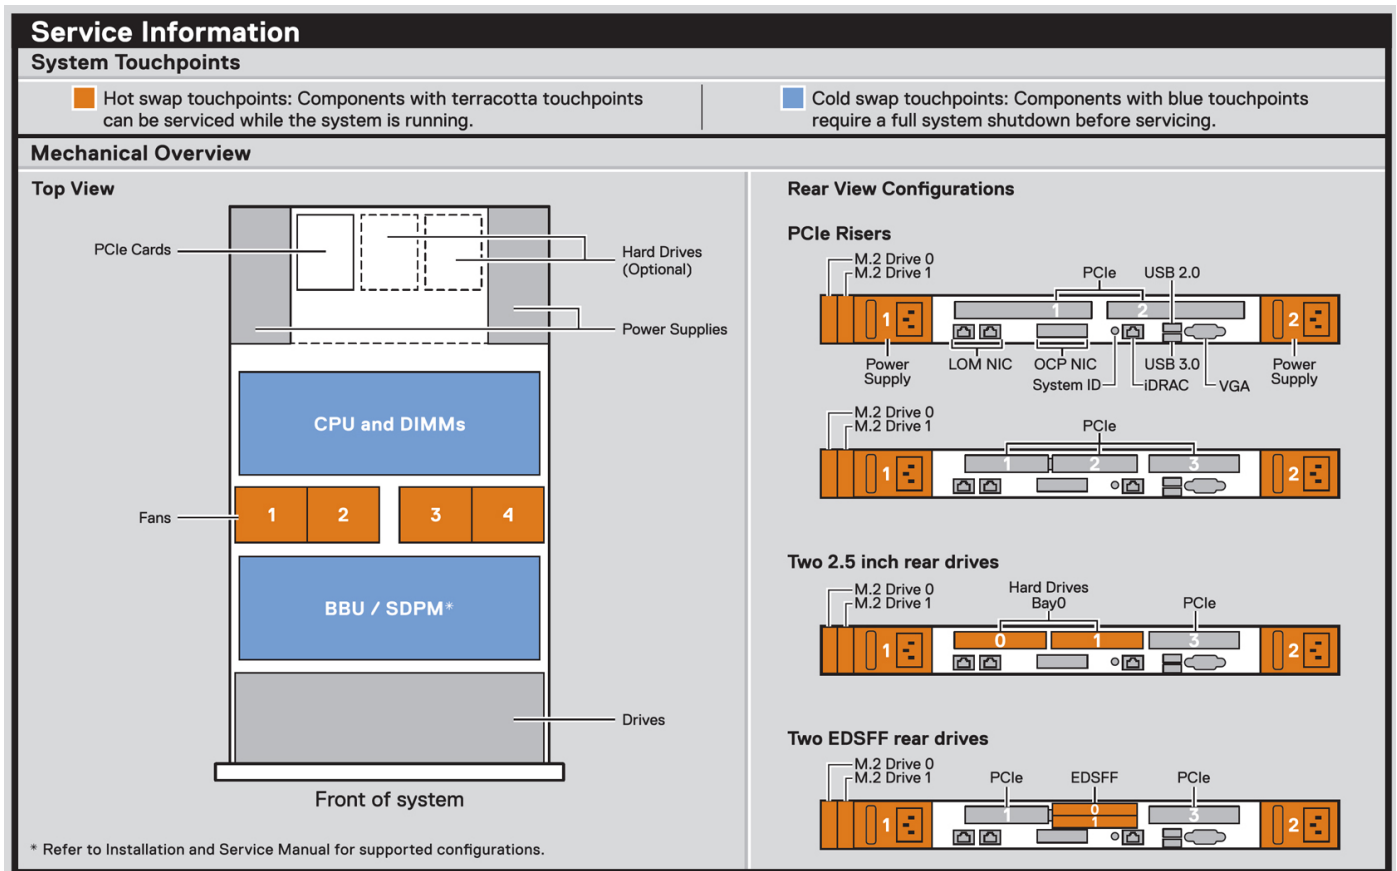 Service Information
System Touchpoints
Hot swap touchpoints: Components with terracotta touchpoints
can be serviced while the system is running.
Cold swap touchpoints: Components with blue touchpoints
require a full system shutdown before servicing.
Mechanical Overview
Top View
PCIe Cards
Hard Drives
(Optional)
Power Supplies
CPU and DIMMs
Fans
1 2 3 4
BBU / SDPM*
Drives
Front of system
* Refer to Installation and Service Manual for supported configurations.
Rear View Configurations
PCIe Risers
M.2 Drive 0
M.2 Drive 1
PCIe
USB 2.0
1 1 2 2
Power
Supply
LOM NIC
OCP NIC
System ID
USB 3.0
iDRAC
VGA
Power
Supply
M.2 Drive 0
M.2 Drive 1
PCIe
1 1 2 3 2
Two 2.5 inch rear drives
M.2 Drive 0
M.2 Drive 1
Hard Drives
Bay0
PCIe
1 0 1 3 2
Two EDSFF rear drives
M.2 Drive 0
M.2 Drive 1
PCIe
EDSFF
PCIe
1 1 0 3 2
1